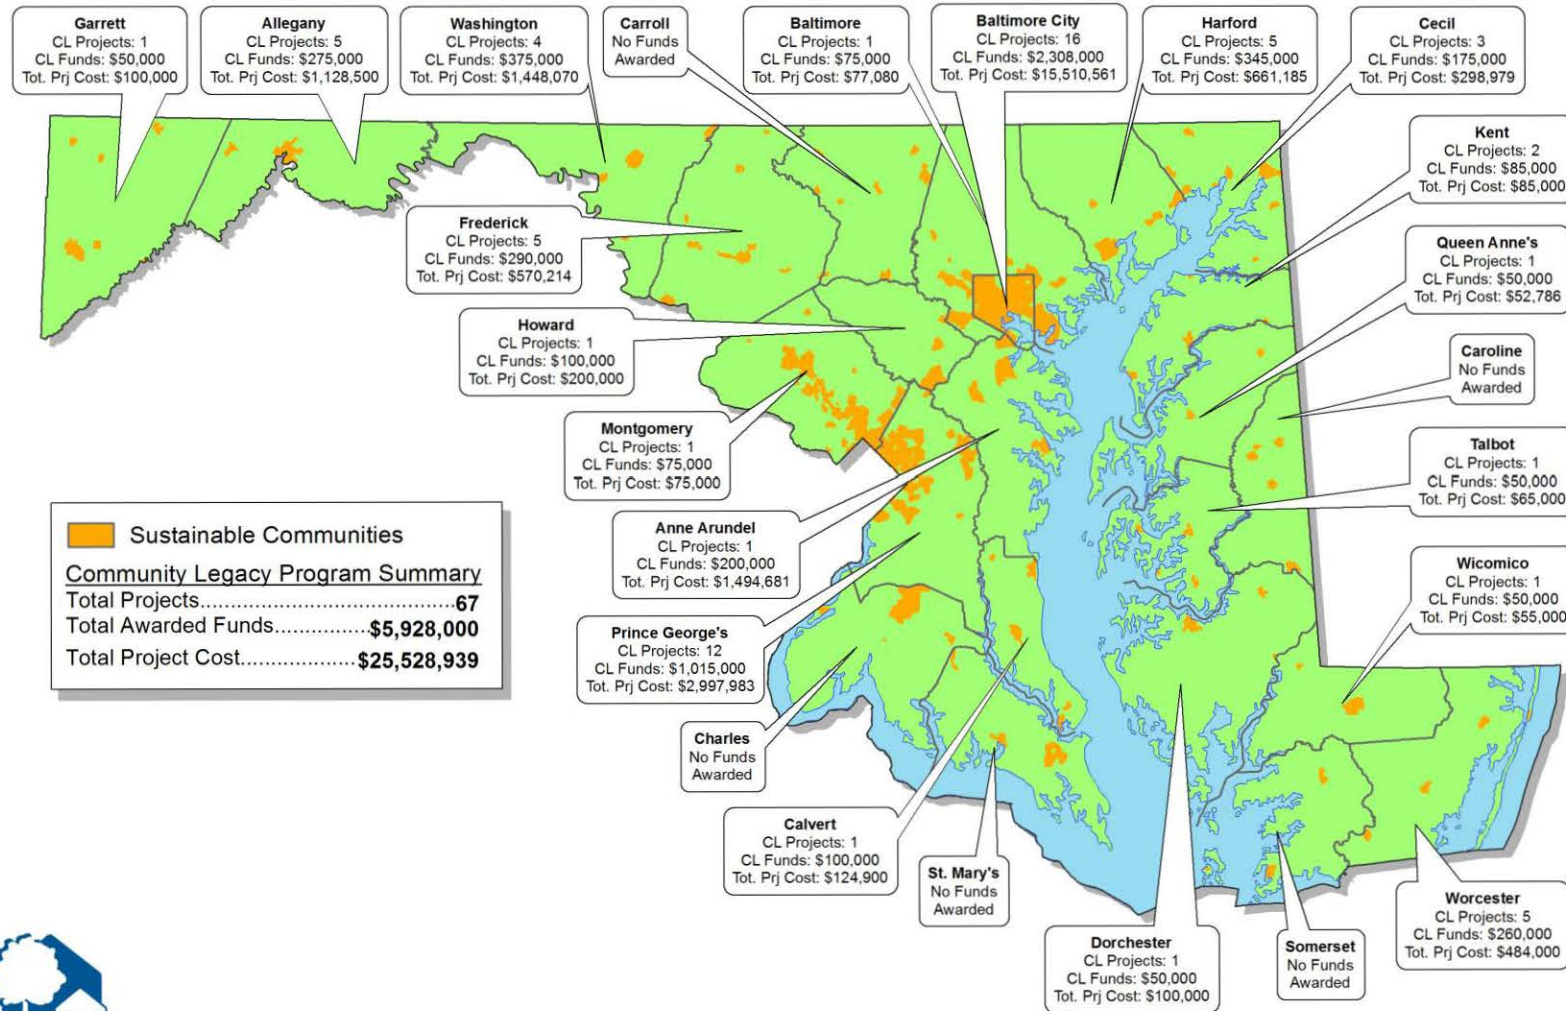 Garrett
CL Projects: 1
CL Funds: $50,000
Tot. Prj Cost: $100,000
Allegany
CL Projects: 5
CL Funds: $275,000
Tot. Prj Cost: $1,128,500
Washington
CL Projects: 4
CL Funds: $375,000
Tot. Prj Cost: $1,448,070
Carroll
No Funds
Awarded
Baltimore
CL Projects: 1
CL Funds: $75,000
Tot. Prj Cost: $77,080
Baltimore City
CL Projects: 16
CL Funds: $2,308,000
Tot. Prj Cost: $15,510,561
Harford
CL Projects: 5
CL Funds: $345,000
Tot. Prj Cost: $661,185
Cecil
CL Projects: 3
CL Funds: $175,000
Tot. Prj Cost: $298,979
Kent
CL Projects: 2
CL Funds: $85,000
Tot. Prj Cost: $85,000
Frederick
CL Projects: 5
CL Funds: $290,000
Tot. Prj Cost: $570,214
Queen Anne's
CL Projects: 1
CL Funds: $50,000
Tot. Prj Cost: $52,786
Howard
CL Projects: 1
CL Funds: $100,000
Tot. Prj Cost: $200,000
Caroline
No Funds
Awarded
Montgomery
CL Projects: 1
CL Funds: $75,000
Tot. Prj Cost: $75,000
Talbot
CL Projects: 1
CL Funds: $50,000
Tot. Prj Cost: $65,000
Anne Arundel
CL Projects: 1
CL Funds: $200,000
Tot. Prj Cost: $1,494,681
Sustainable Communities
Community Legacy Program Summary
Total Projects......................................67
Total Awarded Funds...............$5,928,000
Total Project Cost...................$25,528,939
Wicomico
CL Projects: 1
CL Funds: $50,000
Tot. Prj Cost: $55,000
Prince George's
CL Projects: 12
CL Funds: $1,015,000
Tot. Prj Cost: $2,997,983
Charles
No Funds
Awarded
Calvert
CL Projects: 1
CL Funds: $100,000
Tot. Prj Cost: $124,900
St. Mary's
No Funds
Awarded
Dorchester
CL Projects: 1
CL Funds: $50,000
Tot. Prj Cost: $100,000
Somerset
No Funds
Awarded
Worcester
CL Projects: 5
CL Funds: $260,000
Tot. Prj Cost: $484,000